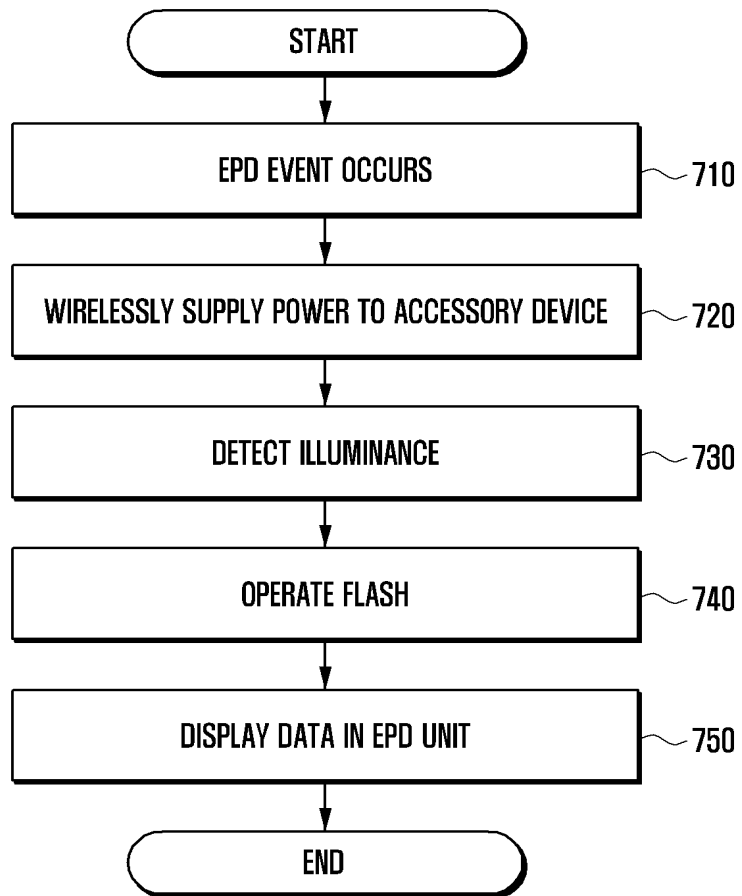 START
EPD EVENT OCCURS
710
WIRELESSLY SUPPLY POWER TO ACCESSORY DEVICE
720
DETECT ILLUMINANCE
730
OPERATE FLASH
740
DISPLAY DATA IN EPD UNIT
750
END